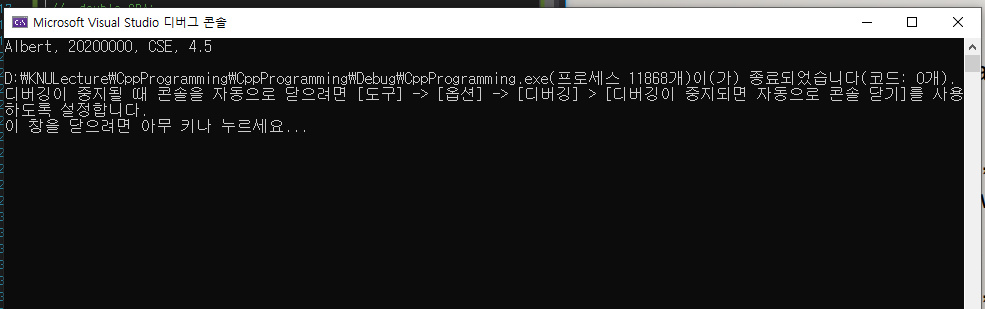 Microsoft Visual Studio 디버그 콘솔
Albert, 20200000, CSE, 4.5
D:\KNULecture\CppProgramming\CppProgramming\Debug\CppProgramming.exe(프로세스 11868개)이(가) 종료되었습니다(코드: 0개).
디버깅이 중지될 때 콘솔을 자동으로 닫으려면 [도구] -> [옵션] -> [디버깅] > [디버깅이 중지되면 자동으로 콘솔 닫기]를 사용
하도록 설정합니다.
이 창을 닫으려면 아무 키나 누르세요...